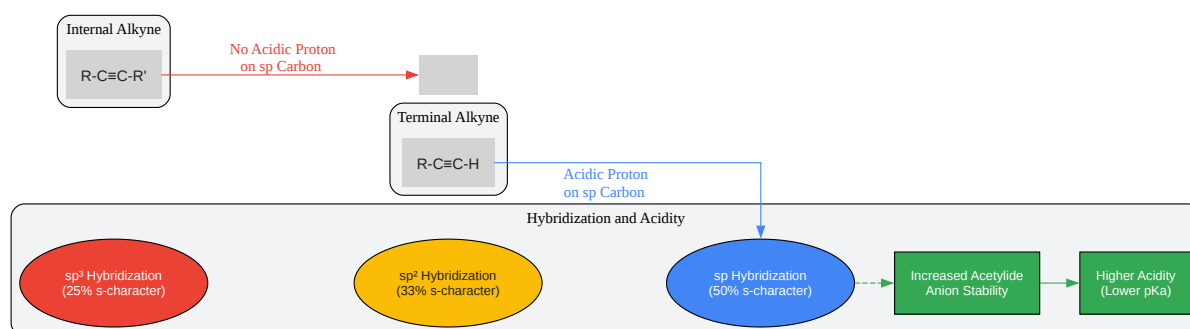 Internal Alkyne
R-C≡C-R'
No Acidic Proton
on sp Carbon
Terminal Alkyne
R-C≡C-H
Acidic Proton
on sp Carbon
Hybridization and Acidity
sp³ Hybridization
(25% s-character)
sp² Hybridization
(33% s-character)
sp Hybridization
(50% s-character)
Increased Acetylide
Anion Stability
Higher Acidity
(Lower pKa)